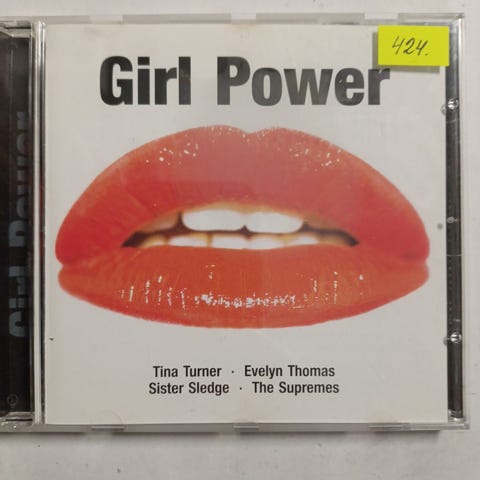 424.
Girl Power
Girl Power
Tina Turner · Evelyn Thomas
Sister Sledge · The Supremes